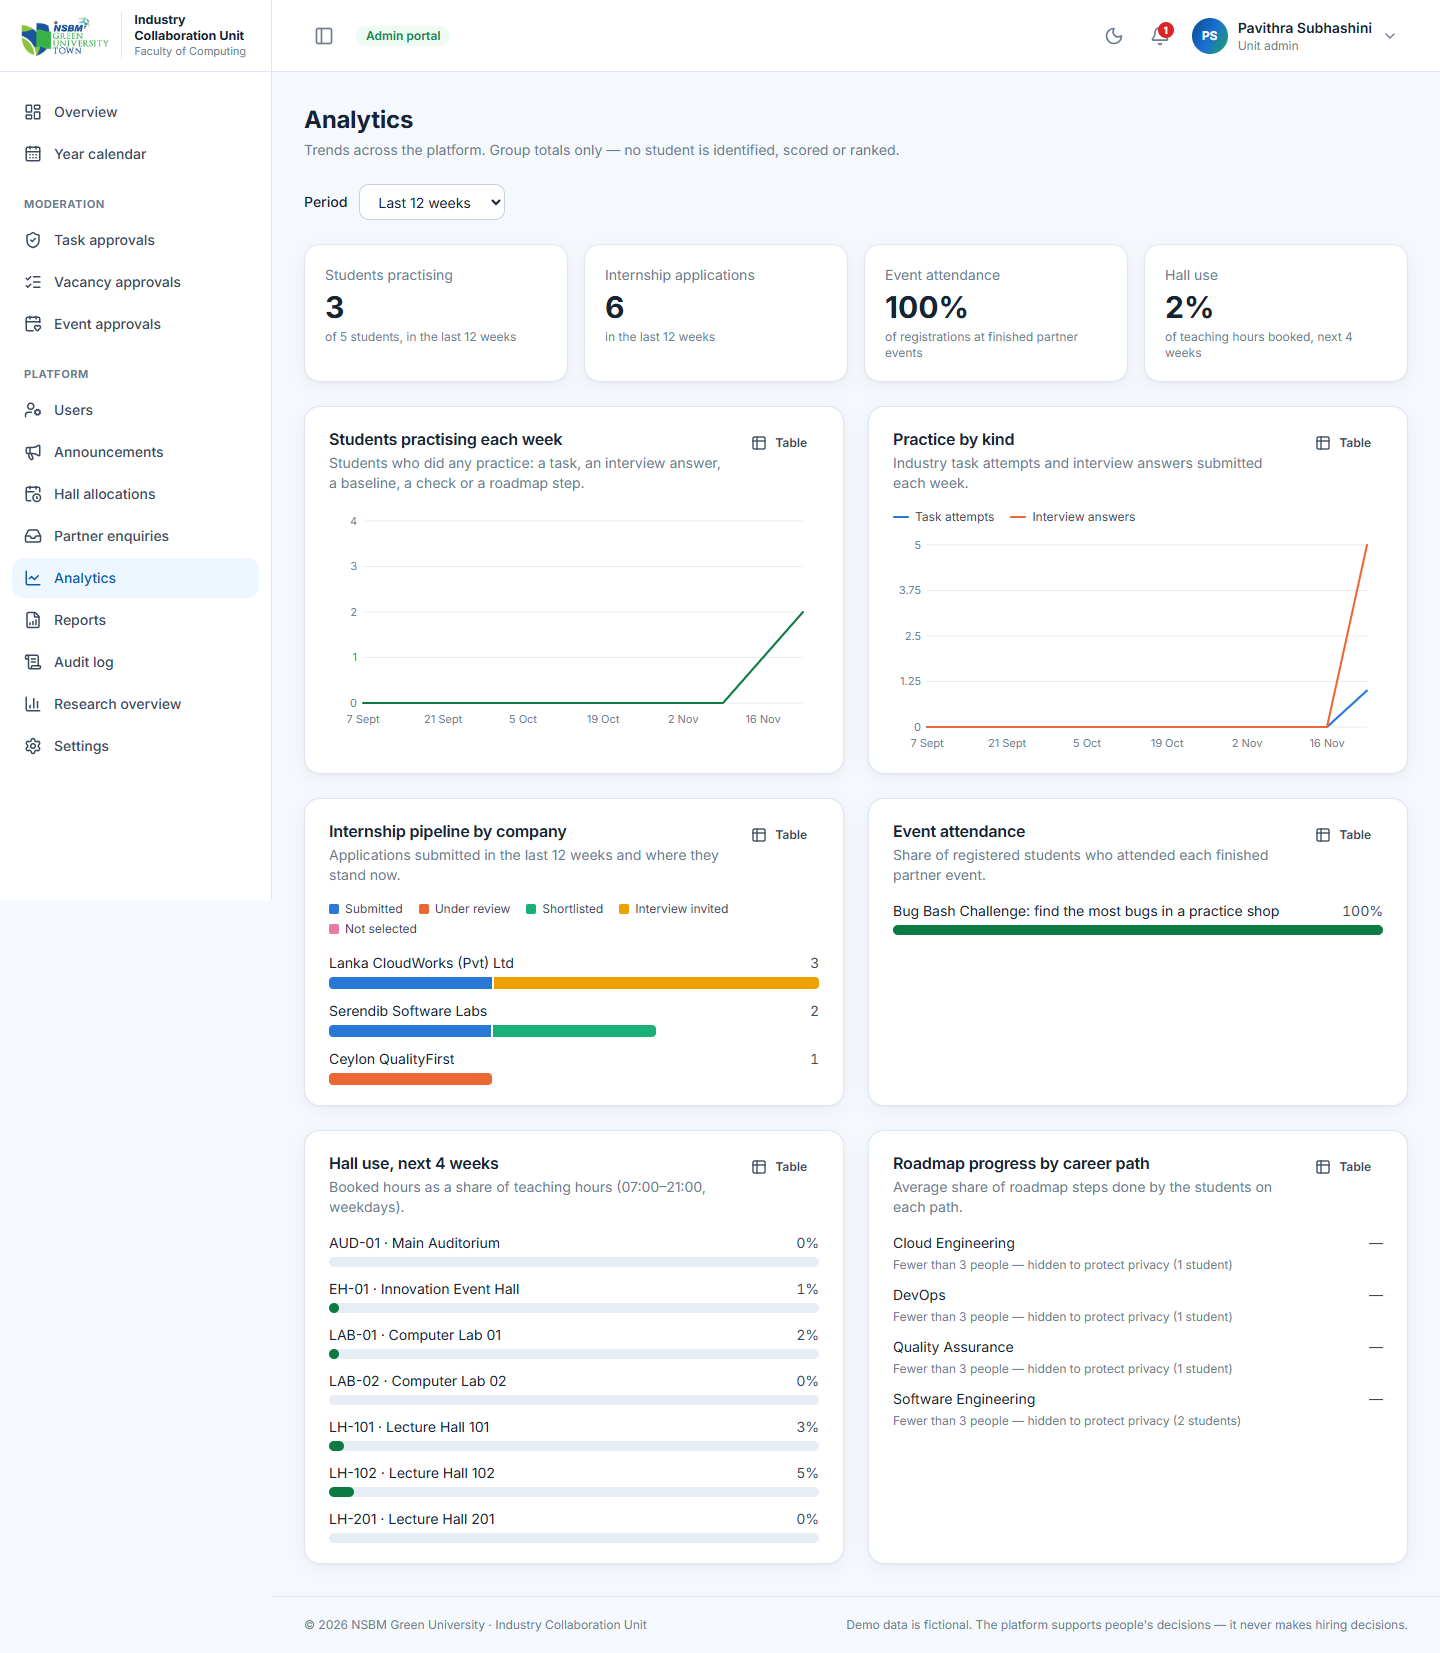 NSBM
GREEN
UNIVERSITY
TOWN
Industry
Collaboration Unit
Faculty of Computing
Admin portal
1
PS
Pavithra Subhashini
Unit admin
Overview
Year calendar
MODERATION
Task approvals
Vacancy approvals
Event approvals
PLATFORM
Users
Announcements
Hall allocations
Partner enquiries
Analytics
Reports
Audit log
Research overview
Settings
Analytics
Trends across the platform. Group totals only — no student is identified, scored or ranked.
Period
Last 12 weeks
Students practising
3
of 5 students, in the last 12 weeks
Internship applications
6
in the last 12 weeks
Event attendance
100%
of registrations at finished partner
events
Hall use
2%
of teaching hours booked, next 4
weeks
Students practising each week
Table
Students who did any practice: a task, an interview answer,
a baseline, a check or a roadmap step.
4
3
2
1
0
7 Sept 21 Sept 5 Oct 19 Oct 2 Nov 16 Nov
Practice by kind
Table
Industry task attempts and interview answers submitted
each week.
Task attempts Interview answers
5
3.75
2.5
1.25
0
7 Sept 21 Sept 5 Oct 19 Oct 2 Nov 16 Nov
Internship pipeline by company
Table
Applications submitted in the last 12 weeks and where they
stand now.
Submitted Under review Shortlisted Interview invited
Not selected
Lanka CloudWorks (Pvt) Ltd 3
Serendib Software Labs 2
Ceylon QualityFirst 1
Event attendance
Table
Share of registered students who attended each finished
partner event.
Bug Bash Challenge: find the most bugs in a practice shop 100%
Hall use, next 4 weeks
Table
Booked hours as a share of teaching hours (07:00–21:00,
weekdays).
AUD-01 · Main Auditorium 0%
EH-01 · Innovation Event Hall 1%
LAB-01 · Computer Lab 01 2%
LAB-02 · Computer Lab 02 0%
LH-101 · Lecture Hall 101 3%
LH-102 · Lecture Hall 102 5%
LH-201 · Lecture Hall 201 0%
Roadmap progress by career path
Table
Average share of roadmap steps done by the students on
each path.
Cloud Engineering —
Fewer than 3 people — hidden to protect privacy (1 student)
DevOps —
Fewer than 3 people — hidden to protect privacy (1 student)
Quality Assurance —
Fewer than 3 people — hidden to protect privacy (1 student)
Software Engineering —
Fewer than 3 people — hidden to protect privacy (2 students)
© 2026 NSBM Green University · Industry Collaboration Unit
Demo data is fictional. The platform supports people's decisions — it never makes hiring decisions.